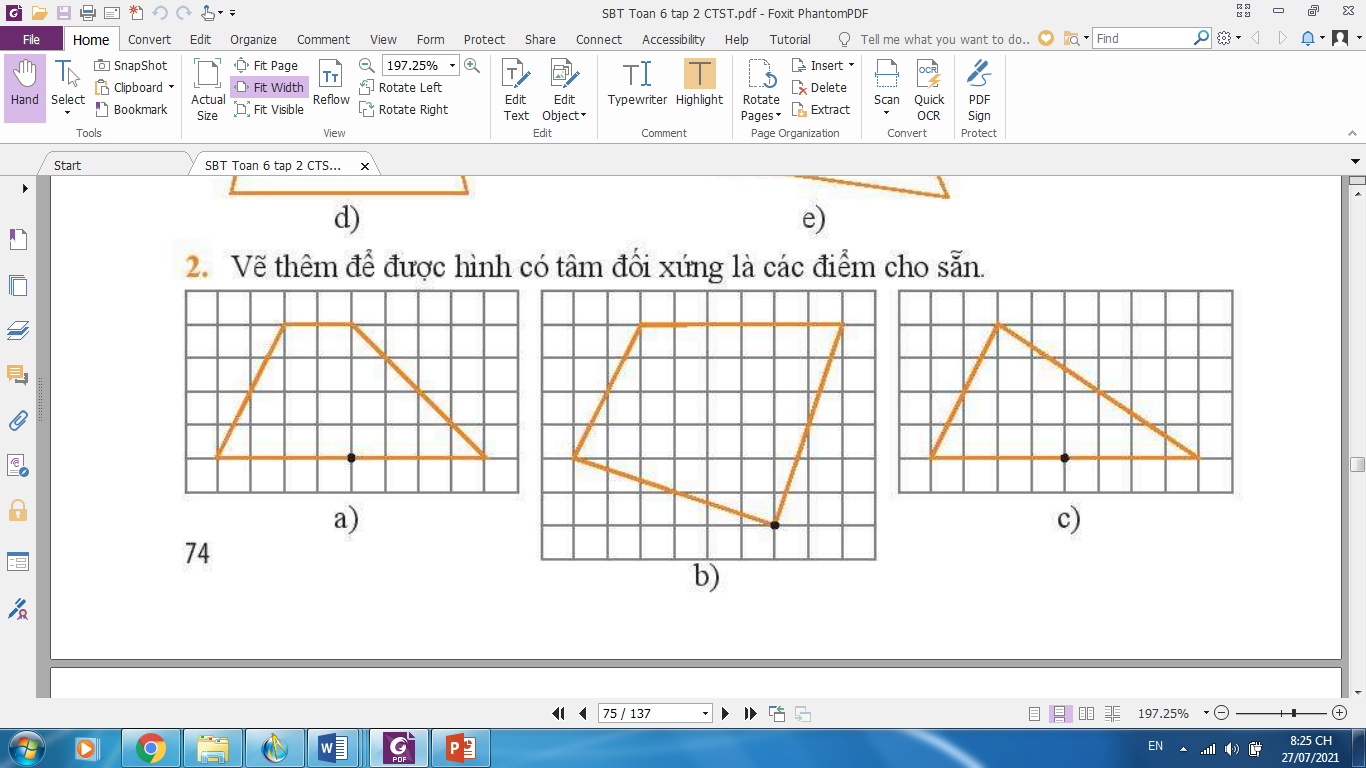 SBT Toan 6 tap 2 CTST.pdf - Foxit PhantomPDF
File Home Convert Edit Organize Comment View Form Protect Share Connect Accessibility Help Tutorial Tell me what you want to do.. Find
Hand
Select
SnapShot
Clipboard
Bookmark
Tools
Actual Size
Fit Page
Fit Width
Fit Visible
Reflow
197.25%
Rotate Left
Rotate Right
View
Edit Text
Edit Object
Edit
Typewriter
Highlight
Comment
Rotate Pages
Insert
Delete
Extract
Page Organization
Scan
Quick OCR
Convert
PDF Sign
Protect
Start
SBT Toan 6 tap 2 CTS...
d)
e)
2. Vẽ thêm để được hình có tâm đối xứng là các điểm cho sẵn.
a)
b)
c)
74
75 / 137
197.25%
PDF
EN
8:25 CH
27/07/2021